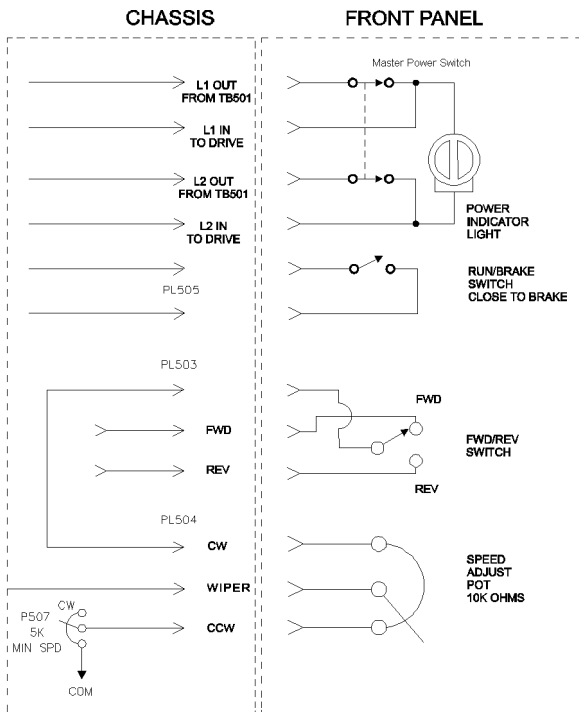 CHASSIS
FRONT PANEL
Master Power Switch
L1 OUT
FROM TB501
L1 IN
TO DRIVE
L2 OUT
FROM TB501
L2 IN
TO DRIVE
POWER
INDICATOR
LIGHT
PL505
RUN/BRAKE
SWITCH
CLOSE TO BRAKE
PL503
FWD
FWD
REV
FWD/REV
SWITCH
REV
PL504
CW
WIPER
CCW
SPEED
ADJUST
POT
10K OHMS
CW
P507
5K
MIN SPD
COM